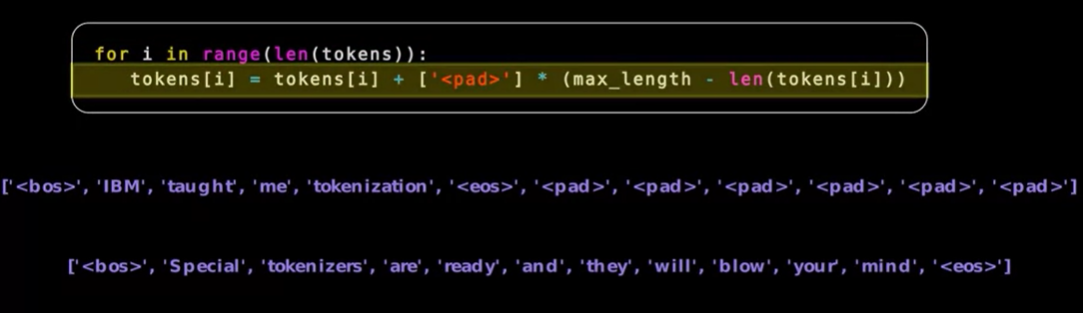 for i in range(len(tokens)):
tokens[i] = tokens[i] + ['<pad>'] * (max_length - len(tokens[i]))
['<bos>', 'IBM', 'taught', 'me', 'tokenization', '<eos>', '<pad>', '<pad>', '<pad>', '<pad>', '<pad>', '<pad>']
['<bos>', 'Special', 'tokenizers', 'are', 'ready', 'and', 'they', 'will', 'blow', 'your', 'mind', '<eos>']